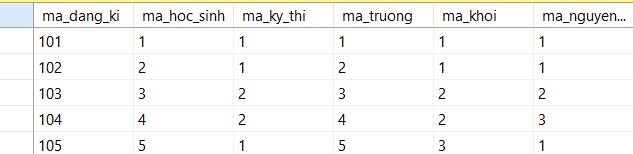 ma_dang_ki ma_hoc_sinh ma_ky_thi ma_truong ma_khoi ma_nguyen...
101 1 1 1 1 1
102 2 1 2 1 1
103 3 2 3 2 2
104 4 2 4 2 3
105 5 1 5 3 1